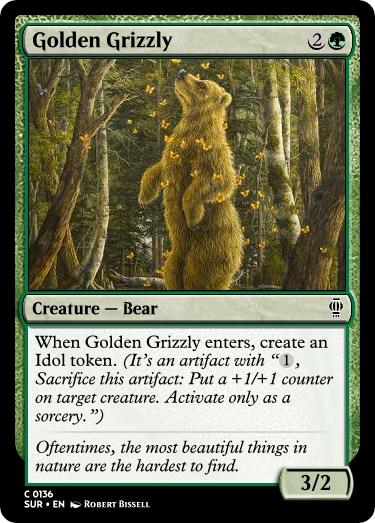 Golden Grizzly 2
Creature — Bear
When Golden Grizzly enters, create an
Idol token. (It's an artifact with “1,
Sacrifice this artifact: Put a +1/+1 counter
on target creature. Activate only as a
sorcery.”)
Oftentimes, the most beautiful things in
nature are the hardest to find.
3/2
C 0136
SUR • EN Robert Bissell